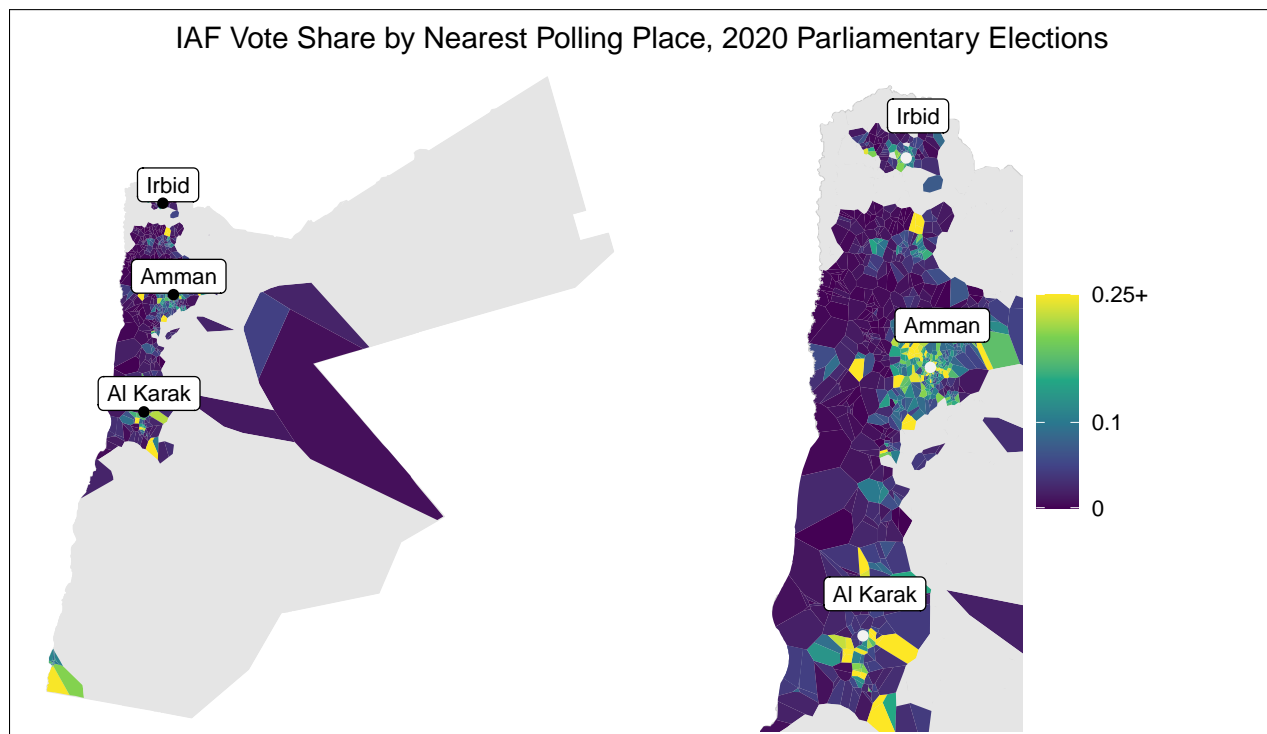 IAF Vote Share by Nearest Polling Place, 2020 Parliamentary Elections
Irbid
Amman
Al Karak
Irbid
Amman
Al Karak
0.25+
0.1
0